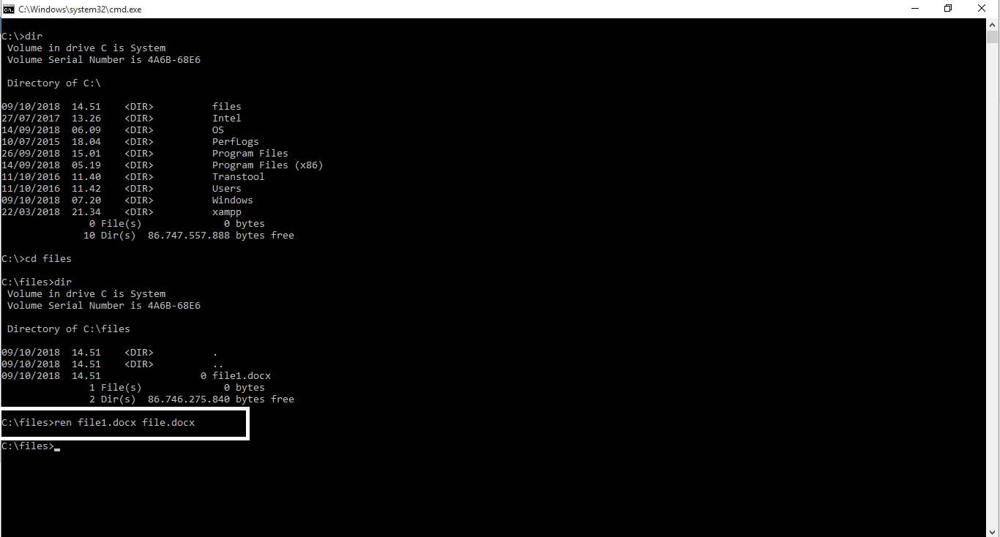 C:\Windows\system32\cmd.exe
C:\>dir
 Volume in drive C is System
 Volume Serial Number is 4A6B-68E6
 Directory of C:\
09/10/2018  14.51    <DIR>          files
27/07/2017  13.26    <DIR>          Intel
14/09/2018  06.09    <DIR>          OS
10/07/2015  18.04    <DIR>          PerfLogs
26/09/2018  15.01    <DIR>          Program Files
14/09/2018  05.19    <DIR>          Program Files (x86)
11/10/2016  11.40    <DIR>          Transtool
11/10/2016  11.42    <DIR>          Users
09/10/2018  07.20    <DIR>          Windows
22/03/2018  21.34    <DIR>          xampp
               0 File(s)              0 bytes
              10 Dir(s)  86.747.557.888 bytes free
C:\>cd files
C:\files>dir
 Volume in drive C is System
 Volume Serial Number is 4A6B-68E6
 Directory of C:\files
09/10/2018  14.51    <DIR>          .
09/10/2018  14.51    <DIR>          ..
09/10/2018  14.51                 0 file1.docx
               1 File(s)              0 bytes
               2 Dir(s)  86.746.275.840 bytes free
C:\files>ren file1.docx file.docx
C:\files>